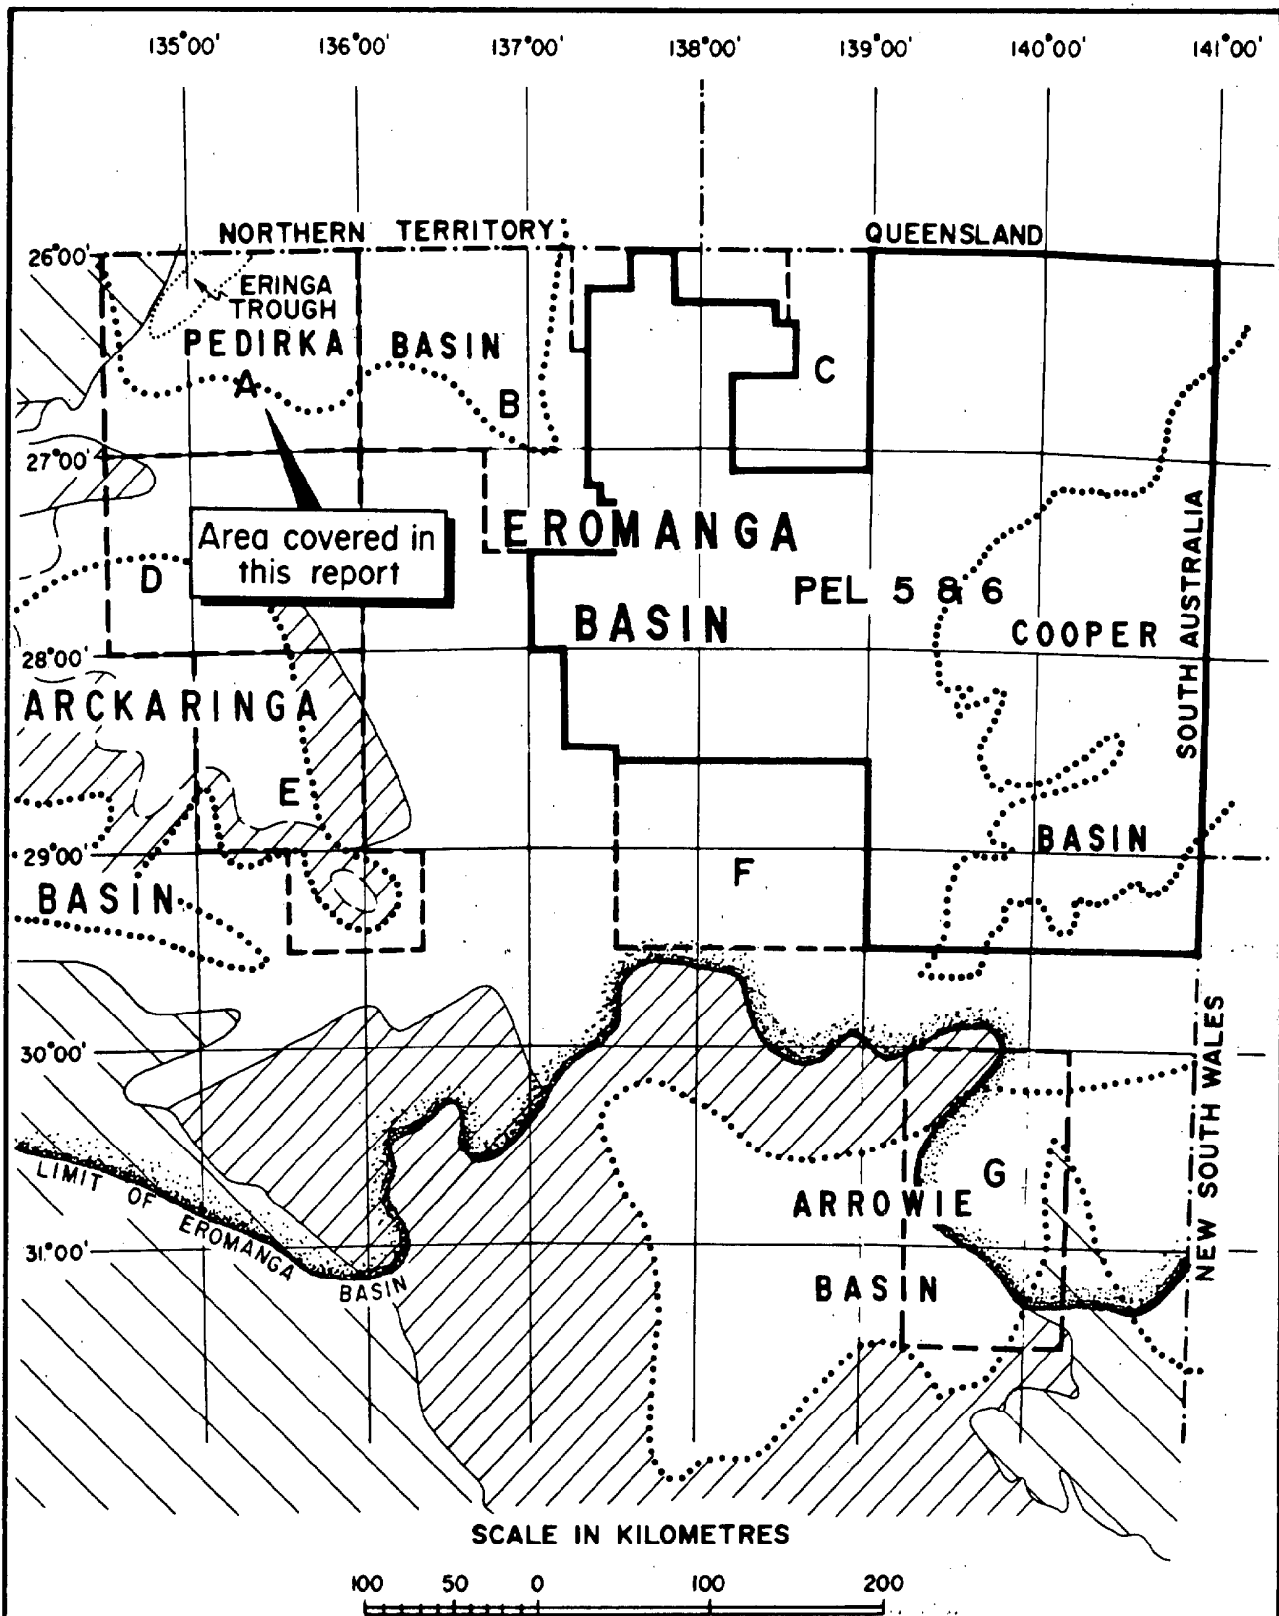 135°00' 136°00' 137°00' 138°00' 139°00' 140°00' 141°00'
NORTHERN TERRITORY
QUEENSLAND
26°00'
ERINGA
TROUGH
PEDIRKA BASIN
A
B
C
27°00'
Area covered in
this report
EROMANGA
BASIN
D
PEL 5 & 6
COOPER
BASIN
SOUTH AUSTRALIA
28°00'
ARCKARINGA
BASIN
E
29°00'
F
30°00'
NEW SOUTH WALES
G
ARROWIE
BASIN
LIMIT OF EROMANGA BASIN
31°00'
SCALE IN KILOMETRES
100 50 0 100 200